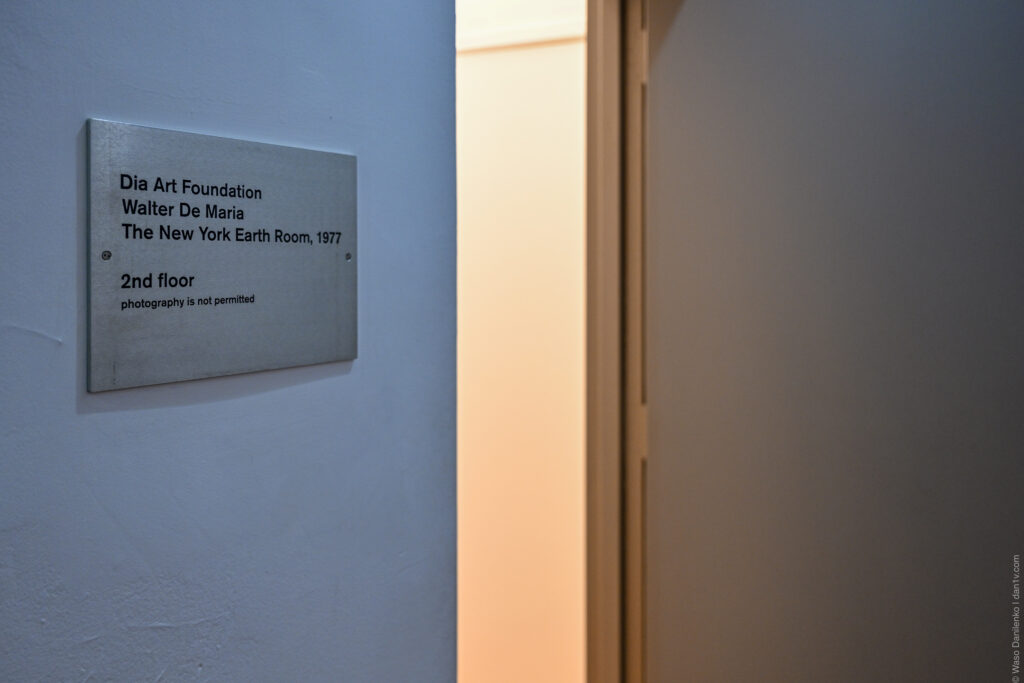 Dia Art Foundation
Walter De Maria
The New York Earth Room, 1977
2nd floor
photography is not permitted
© Waso Danilenko | dan1v.com